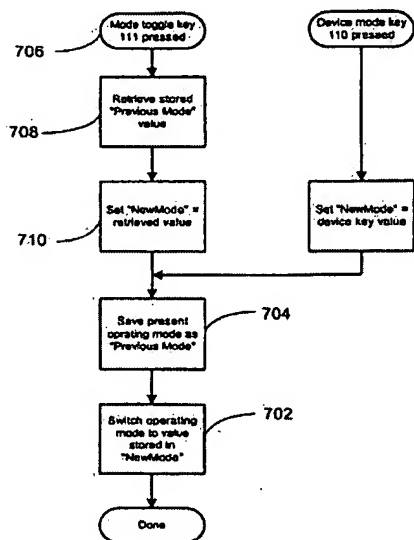 706
Mode toggle key
111 pressed
Device mode key
110 pressed
708
Retrieve stored
"Previous Mode"
value
710
Set "NewMode" =
retrieved value
Set "NewMode" =
device key value
704
Save present
oprating mode as
"Previous Mode"
702
Switch operating
mode to value
stored in
"NewMode"
Done